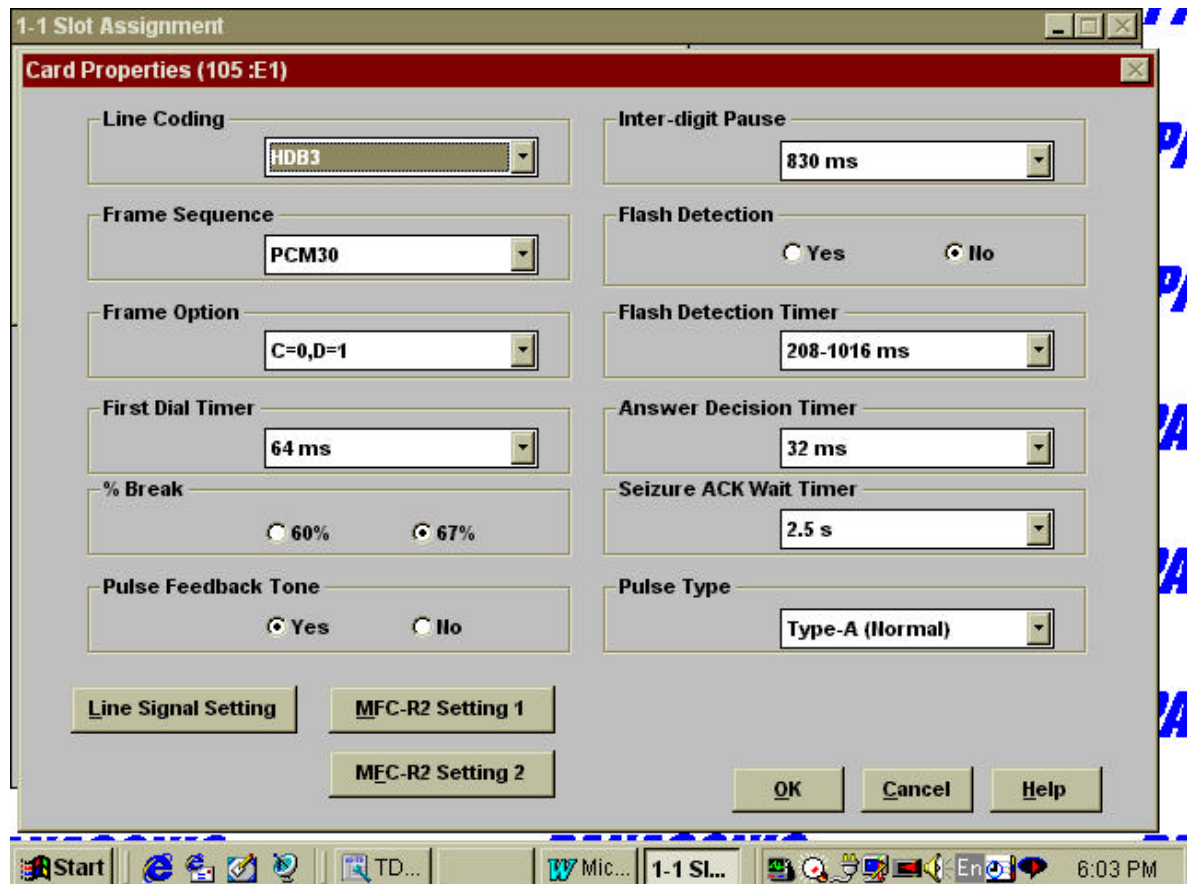 1-1 Slot Assignment
Card Properties (105 :E1)
Line Coding
HDB3
Frame Sequence
PCM30
Frame Option
C=0,D=1
First Dial Timer
64 ms
% Break
60% 67%
Pulse Feedback Tone
Yes No
Inter-digit Pause
830 ms
Flash Detection
Yes No
Flash Detection Timer
208-1016 ms
Answer Decision Timer
32 ms
Seizure ACK Wait Timer
2.5 s
Pulse Type
Type-A (Normal)
Line Signal Setting MFC-R2 Setting 1
MFC-R2 Setting 2
OK Cancel Help
Start TD... Mic... 1-1 Sl... En 6:03 PM